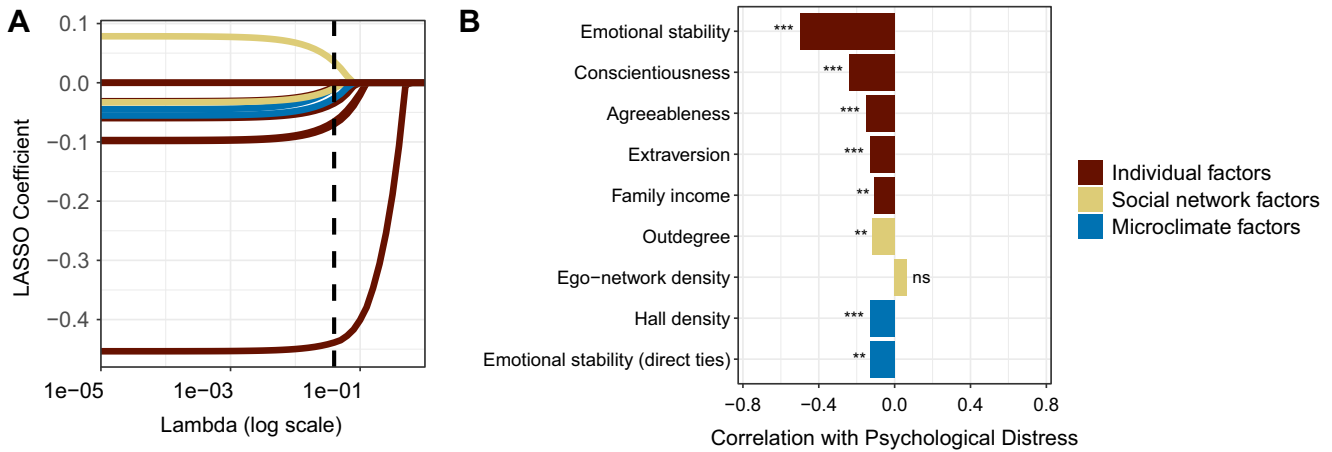 A
LASSO Coefficient
0.1
0.0
−0.1
−0.2
−0.3
−0.4
1e−05
1e−03
1e−01
Lambda (log scale)
B
Emotional stability
***
Conscientiousness
***
Agreeableness
***
Extraversion
***
Family income
**
Outdegree
**
Ego−network density
ns
Hall density
***
Emotional stability (direct ties)
**
−0.8
−0.4
0.0
0.4
0.8
Correlation with Psychological Distress
Individual factors
Social network factors
Microclimate factors